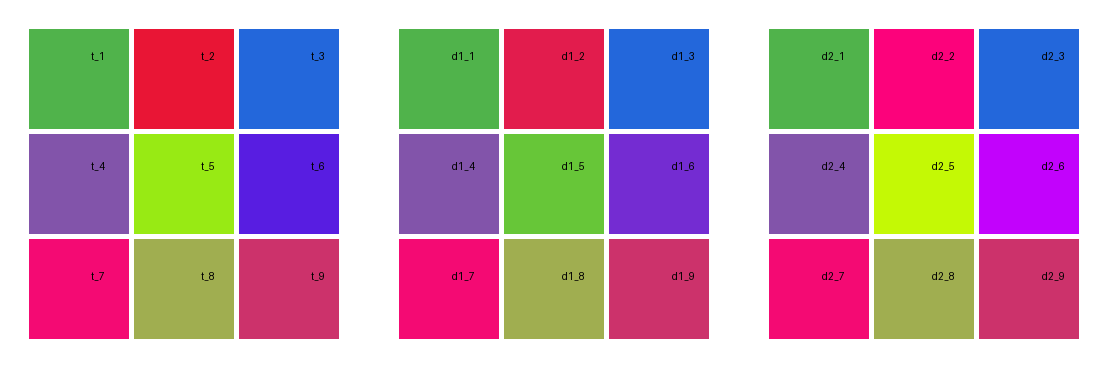 t_1 t_2 t_3 d1_1 d1_2 d1_3 d2_1 d2_2 d2_3
t_4 t_5 t_6 d1_4 d1_5 d1_6 d2_4 d2_5 d2_6
t_7 t_8 t_9 d1_7 d1_8 d1_9 d2_7 d2_8 d2_9